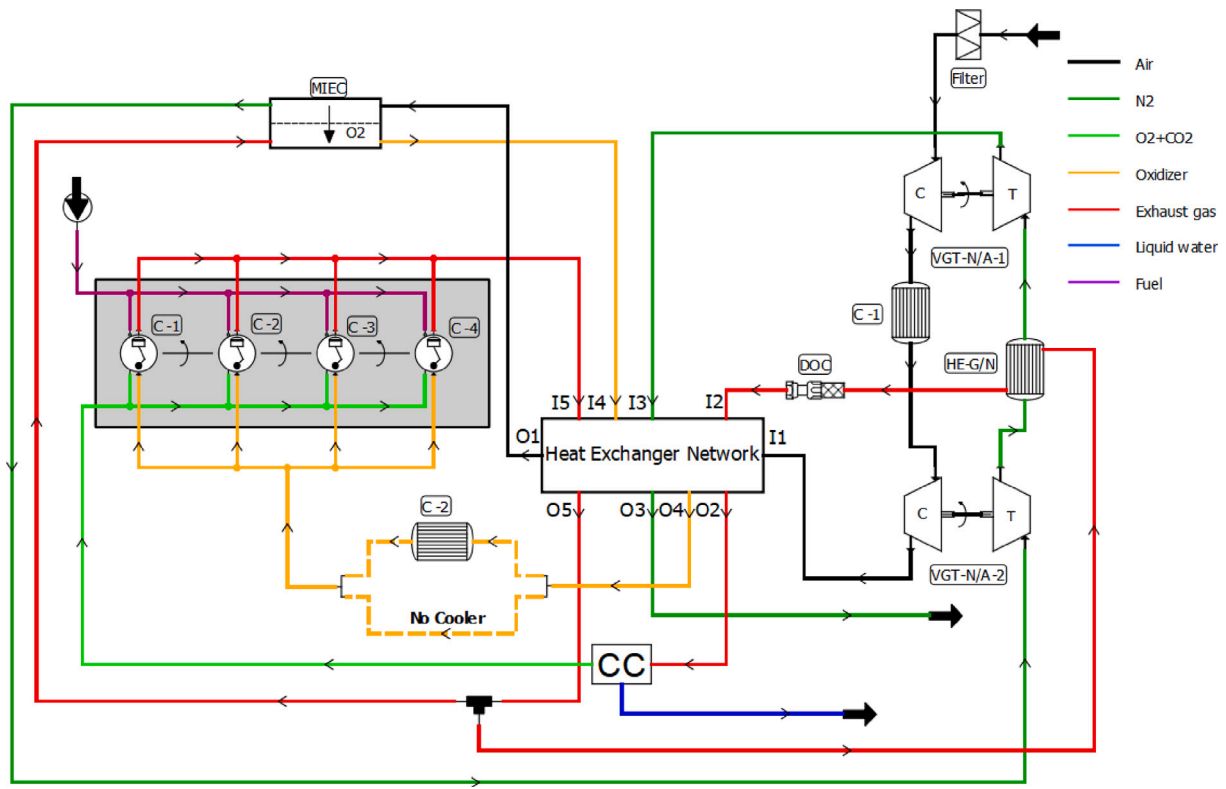 Filter
Air
N2
O2+CO2
Oxidizer
Exhaust gas
Liquid water
Fuel
MIEC
O2
C
T
VGT-N/A-1
C -1
C -1
C -2
C -3
C -4
DOC
HE-G/N
I5
I4
I3
I2
O1
Heat Exchanger Network
I1
O5
O3
O4
O2
C -2
No Cooler
C
T
VGT-N/A-2
CC